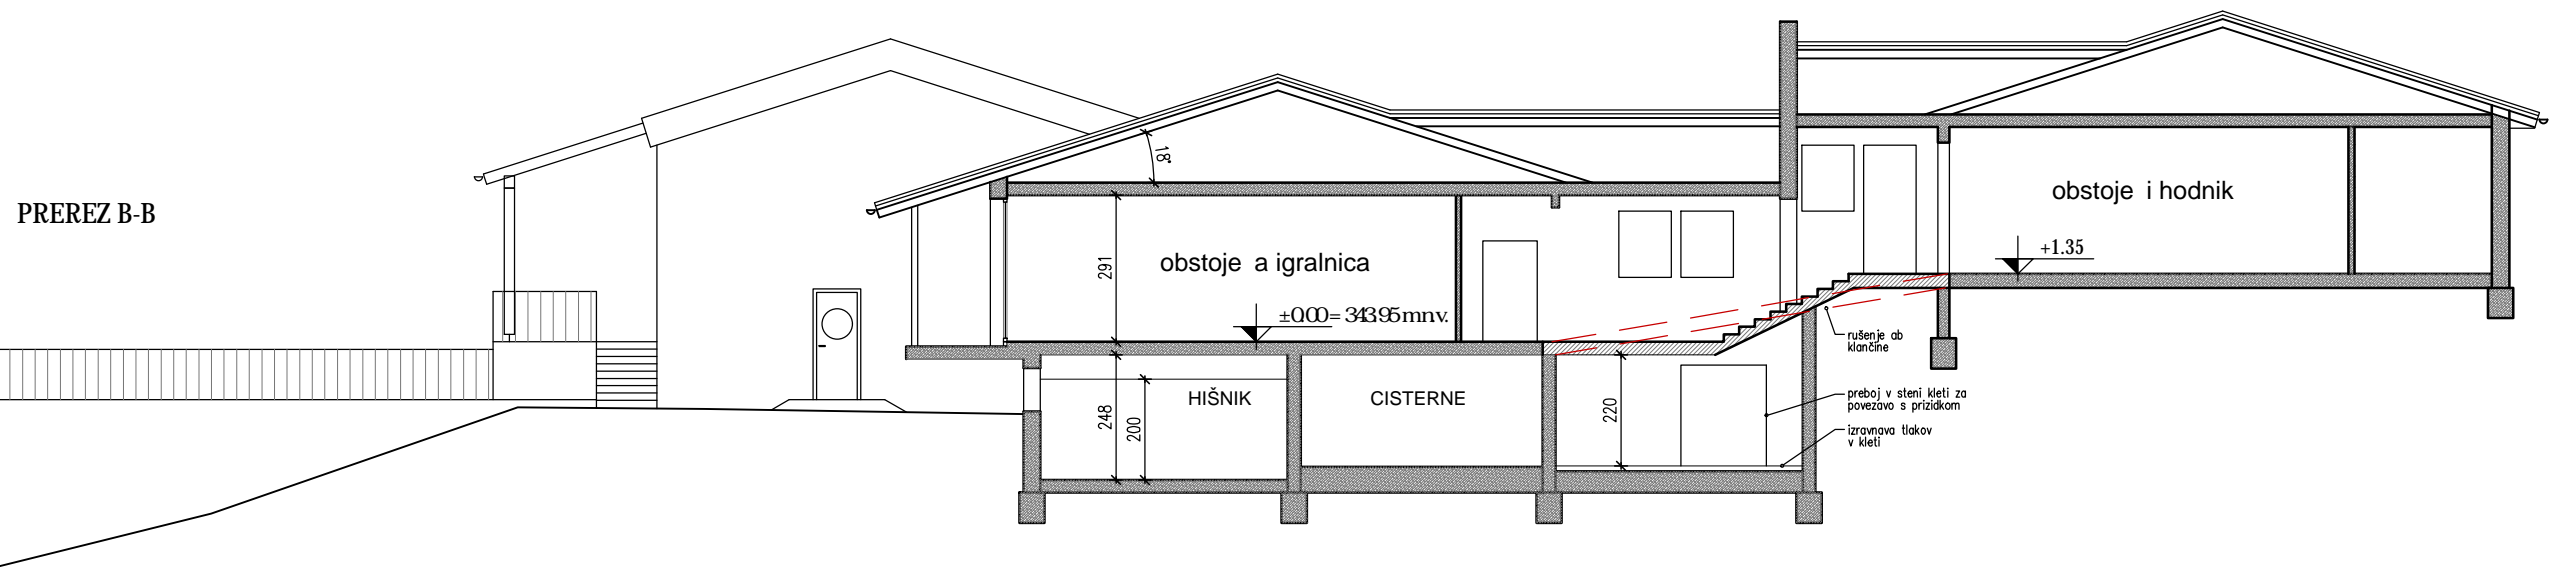 PREREZ B-B
18°
obstoje i hodnik
+1.35
291
obstoje a igralnica
±0.00= 343.95 m.n.v.
rušenje ab
klančine
HIŠNIK
CISTERNE
248
200
220
preboj v steni kleti za
povezavo s prizidkom
izravnava tlakov
v kleti